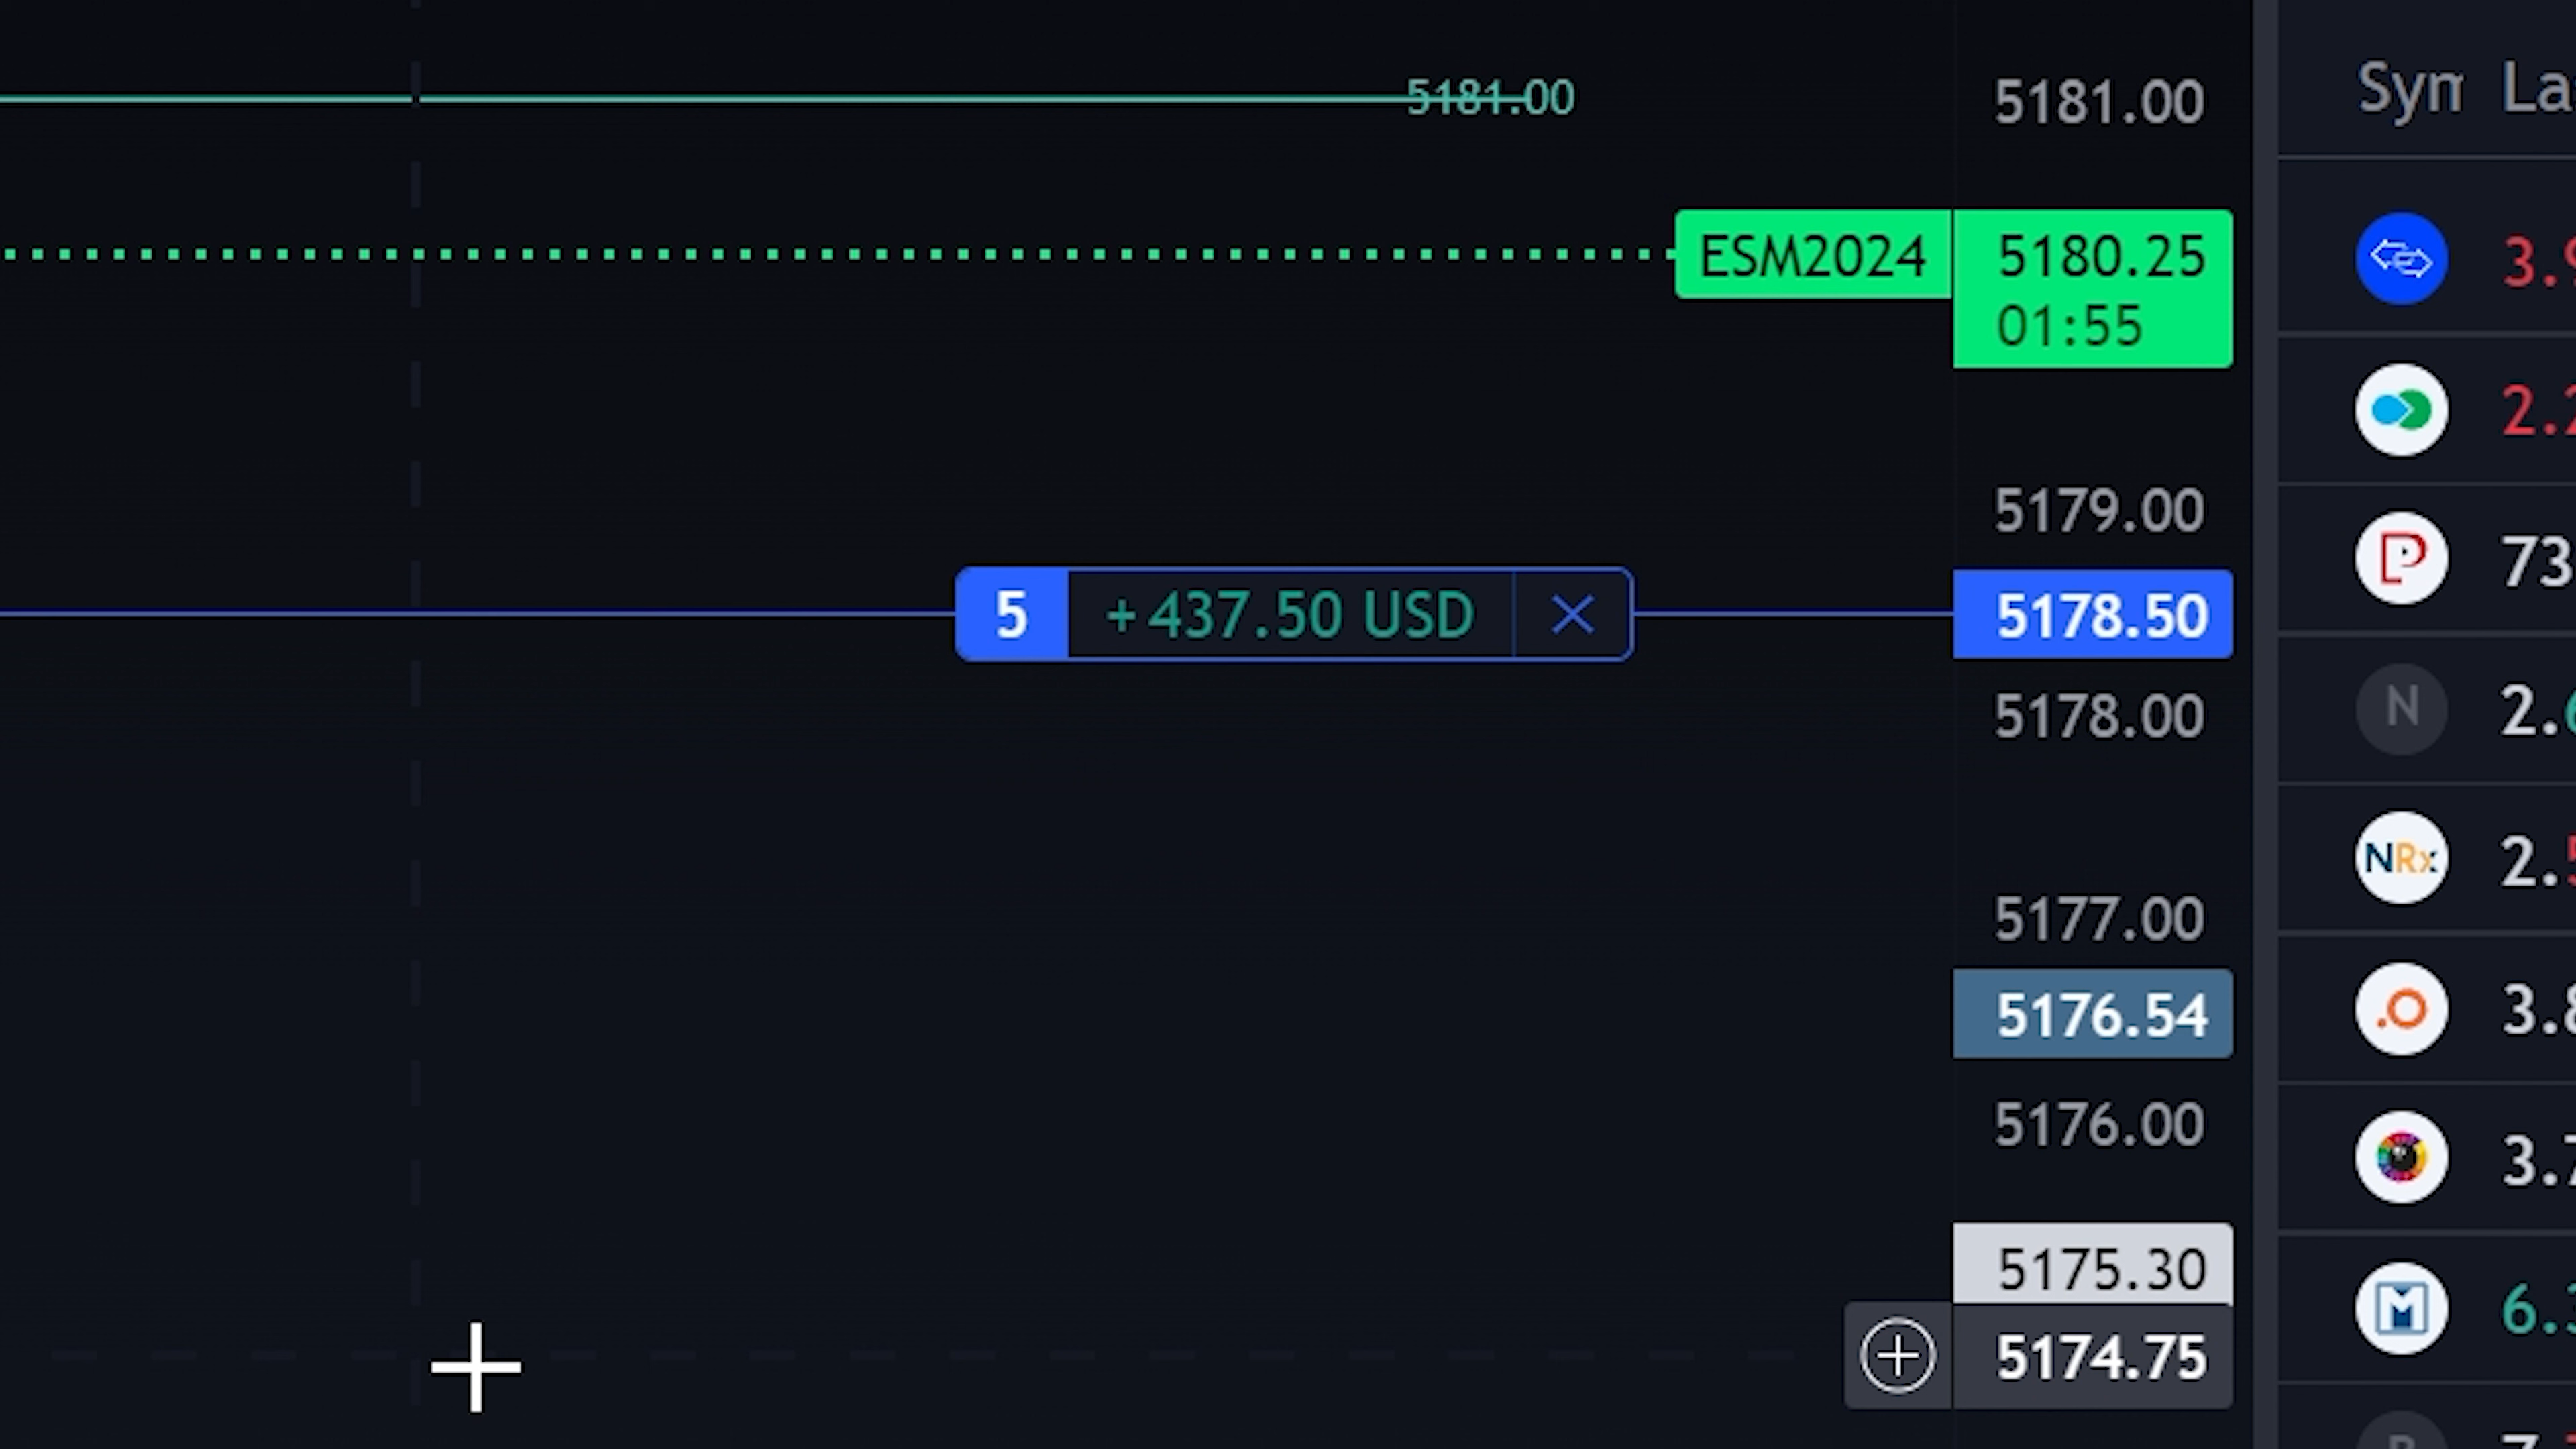 5181.00 5181.00 Sym La
ESM2024 5180.25
01:55
5179.00
5 +437.50 USD 5178.50
5178.00
N 2.6
NRx 2.5
5177.00
5176.54
3.8
5176.00
3.7
5175.30
6.3
5174.75
3.9
2.2
P 73